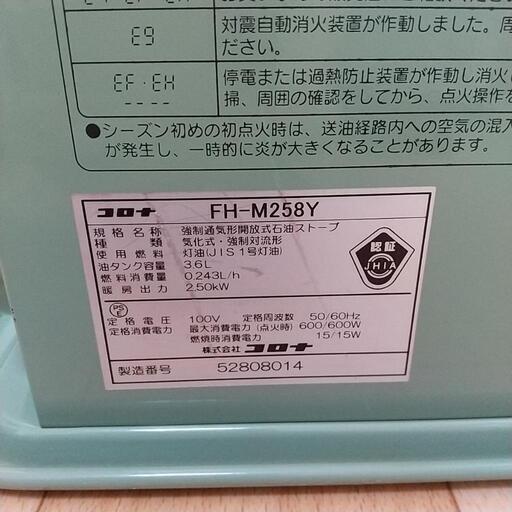 E9 対震自動消火装置が作動しました。周
ださい。
EF・EH 停電または過熱防止装置が作動し消火
---- 掃、周囲の確認をしてから、点火操作を
●シーズン初めの初点火時は、送油経路内への空気の混入
が発生し、一時的に炎が大きくなることがあります。
コロナ FH-M258Y
規格名称 強制通気形開放式石油ストーブ
種類 気化式・強制対流形
使用燃料 灯油(JIS1号灯油)
油タンク容量 3.6L
燃料消費量 0.243L/h
暖房出力 2.50kW
認証
JHIA
PSE
定格電圧 100V 定格周波数 50/60Hz
定格消費電力 最大消費電力(点火時) 600/600W
燃焼時消費電力 15/15W
株式会社コロナ
製造番号 52808014